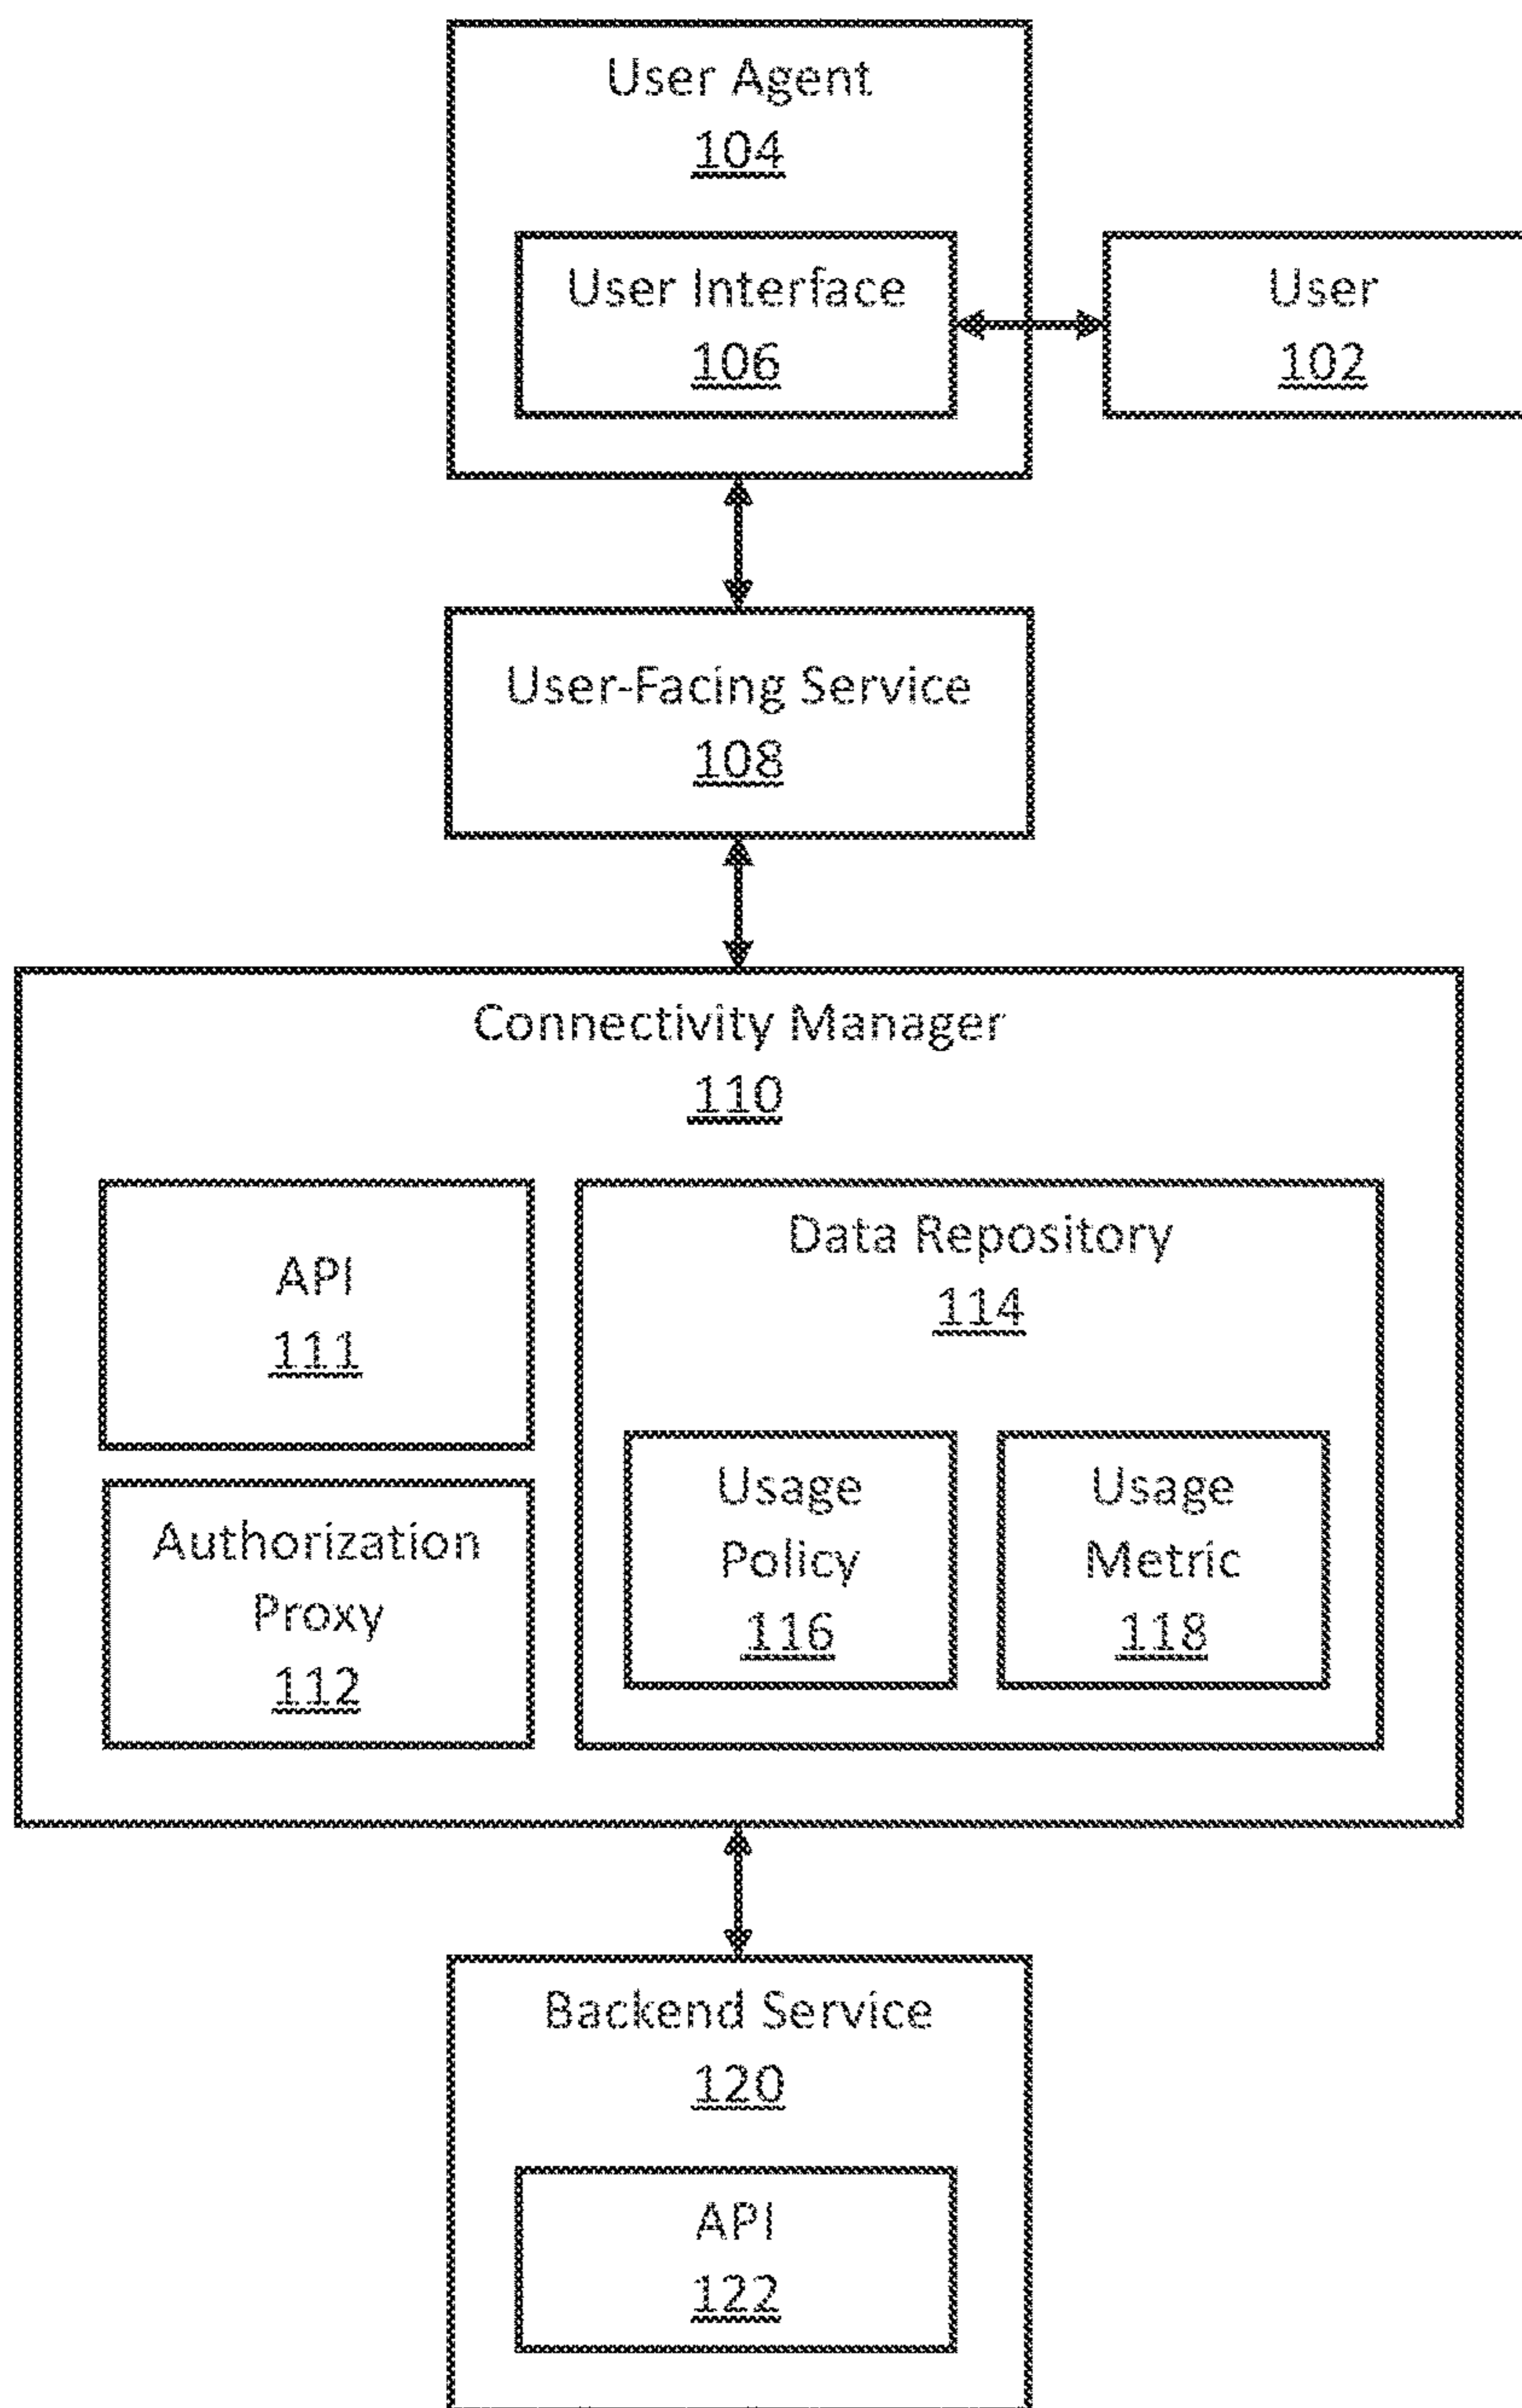 User Agent
104
User Interface
106
User
102
User-Facing Service
108
Connectivity Manager
110
API
111
Data Repository
114
Authorization
Proxy
112
Usage
Policy
116
Usage
Metric
118
Backend Service
120
API
122